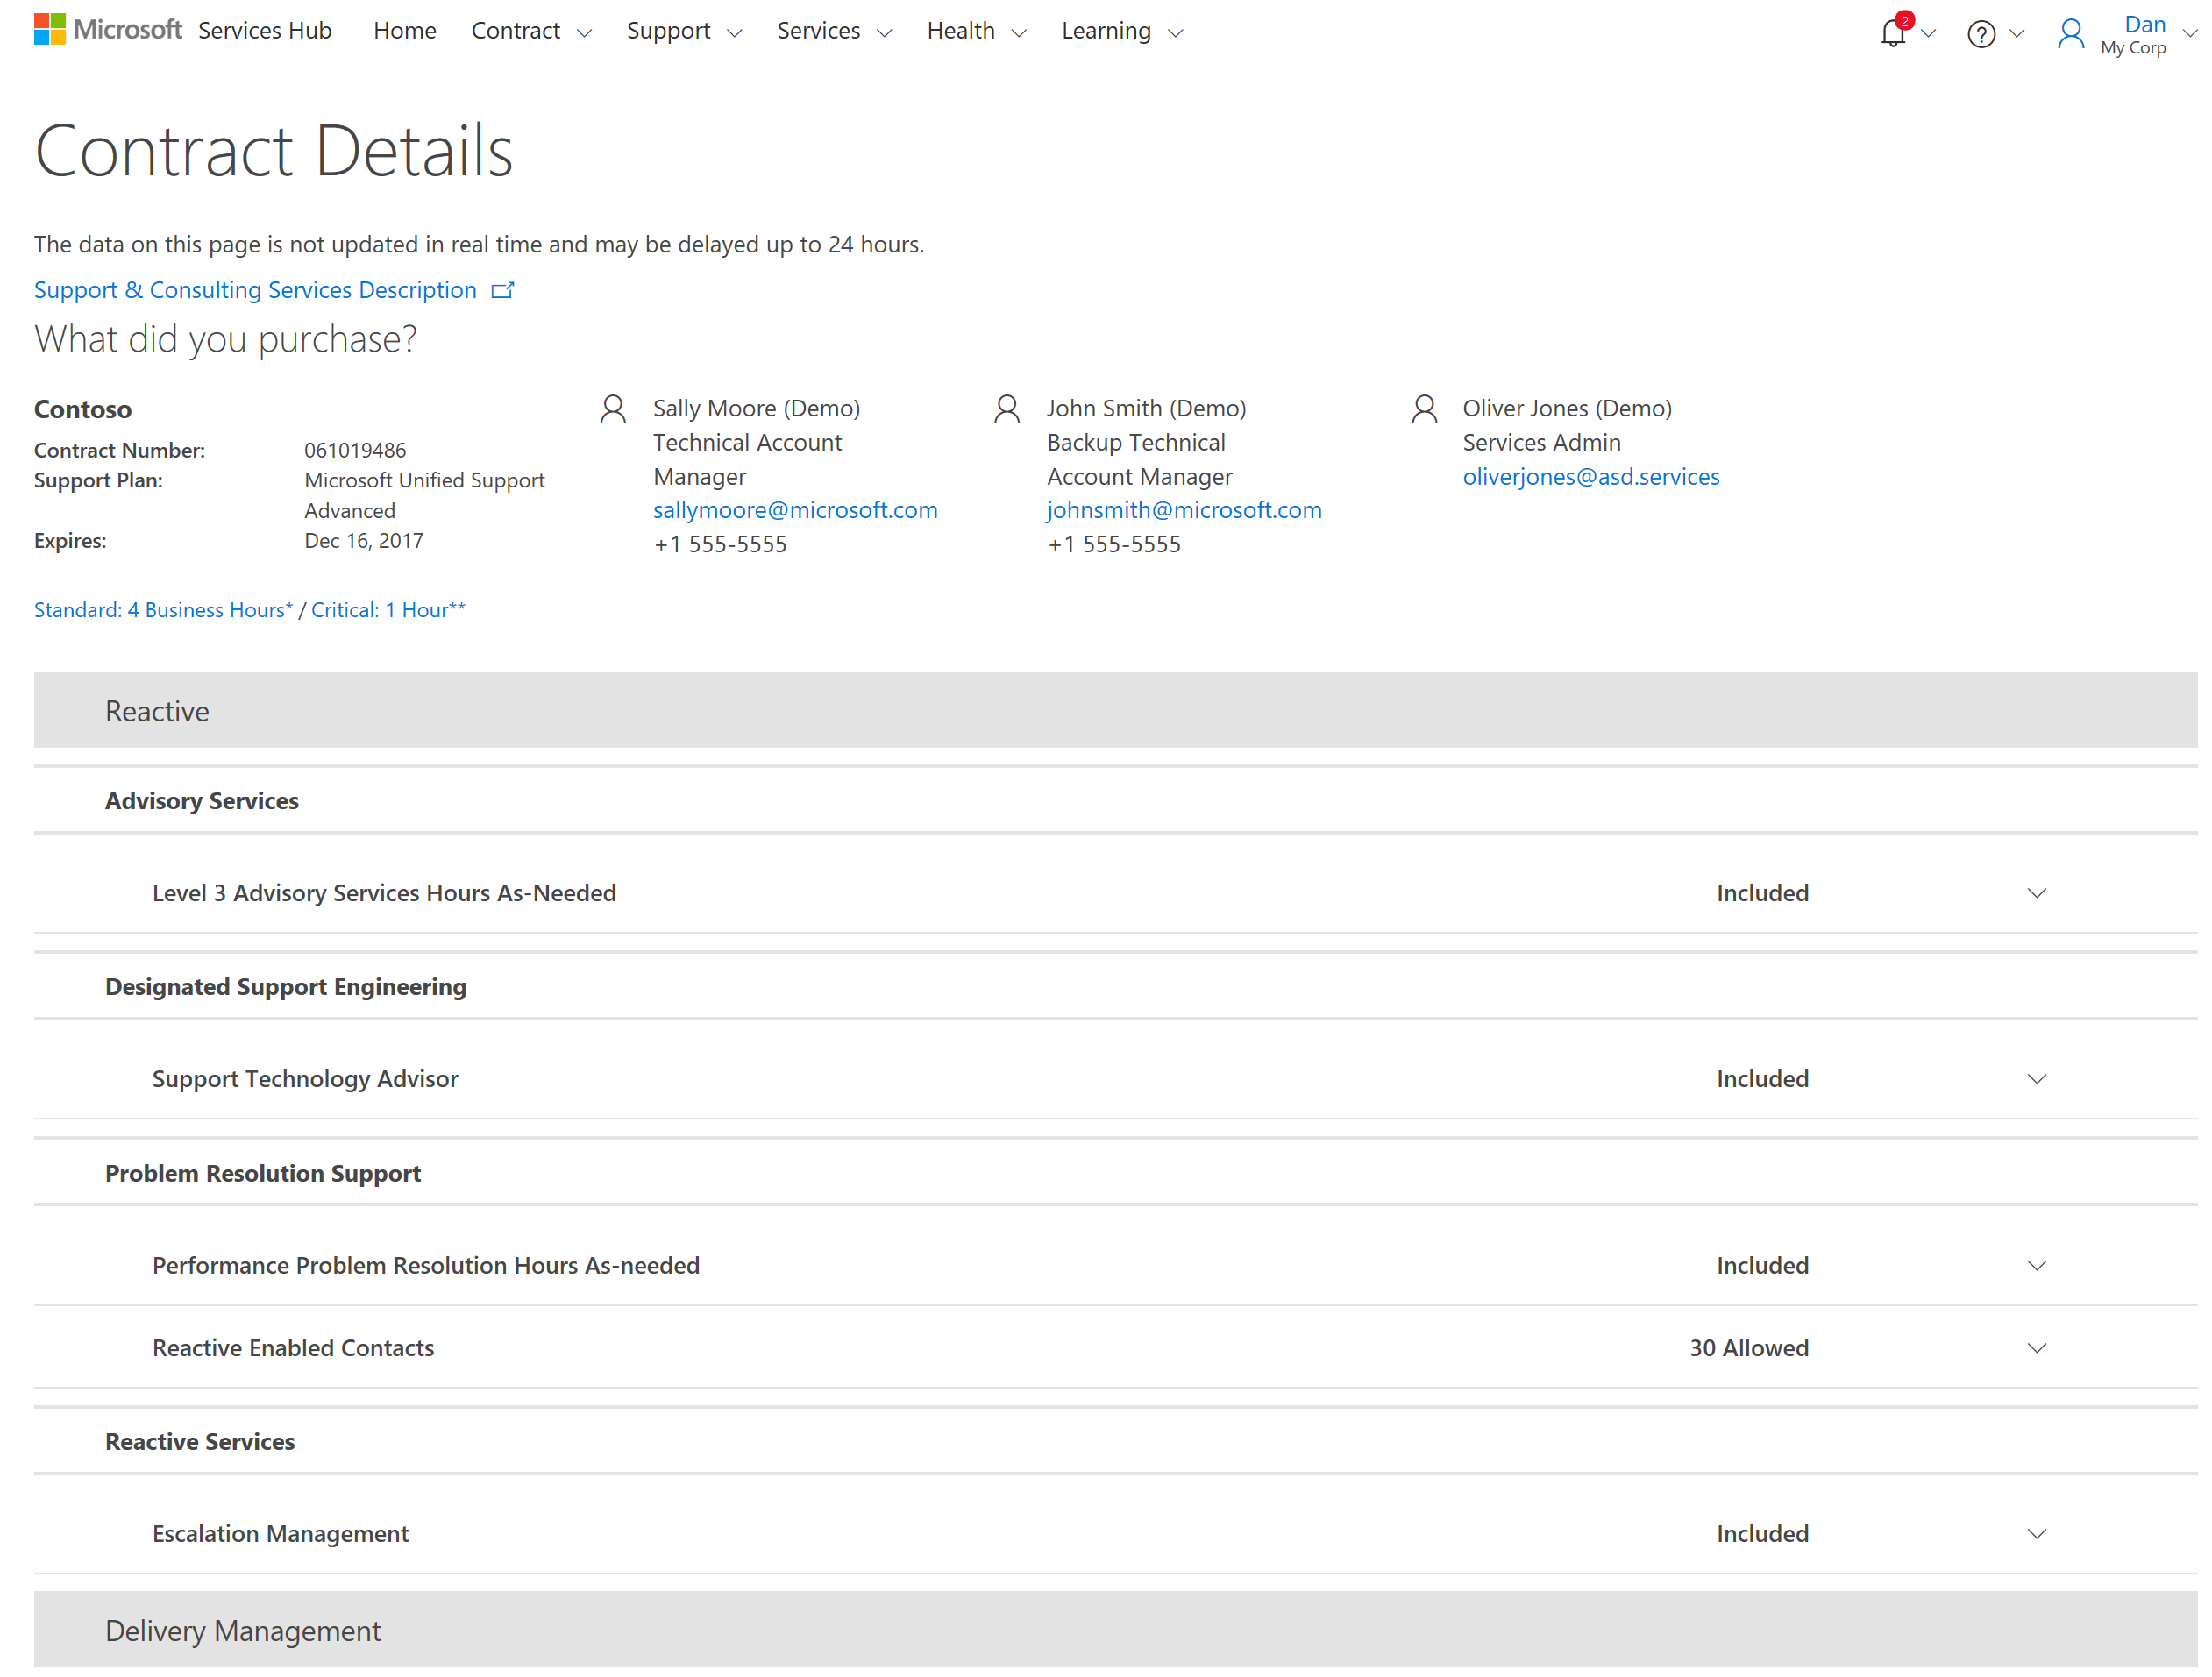 Microsoft Services Hub Home Contract Support Services Health Learning 2 ? Dan
My Corp
Contract Details
The data on this page is not updated in real time and may be delayed up to 24 hours.
Support & Consulting Services Description
What did you purchase?
Contoso
Contract Number: 061019486
Support Plan: Microsoft Unified Support
Advanced
Expires: Dec 16, 2017
Sally Moore (Demo)
Technical Account
Manager
sallymoore@microsoft.com
+1 555-5555
John Smith (Demo)
Backup Technical
Account Manager
johnsmith@microsoft.com
+1 555-5555
Oliver Jones (Demo)
Services Admin
oliverjones@asd.services
Standard: 4 Business Hours* / Critical: 1 Hour**
Reactive
Advisory Services
Level 3 Advisory Services Hours As-Needed Included
Designated Support Engineering
Support Technology Advisor Included
Problem Resolution Support
Performance Problem Resolution Hours As-needed Included
Reactive Enabled Contacts 30 Allowed
Reactive Services
Escalation Management Included
Delivery Management